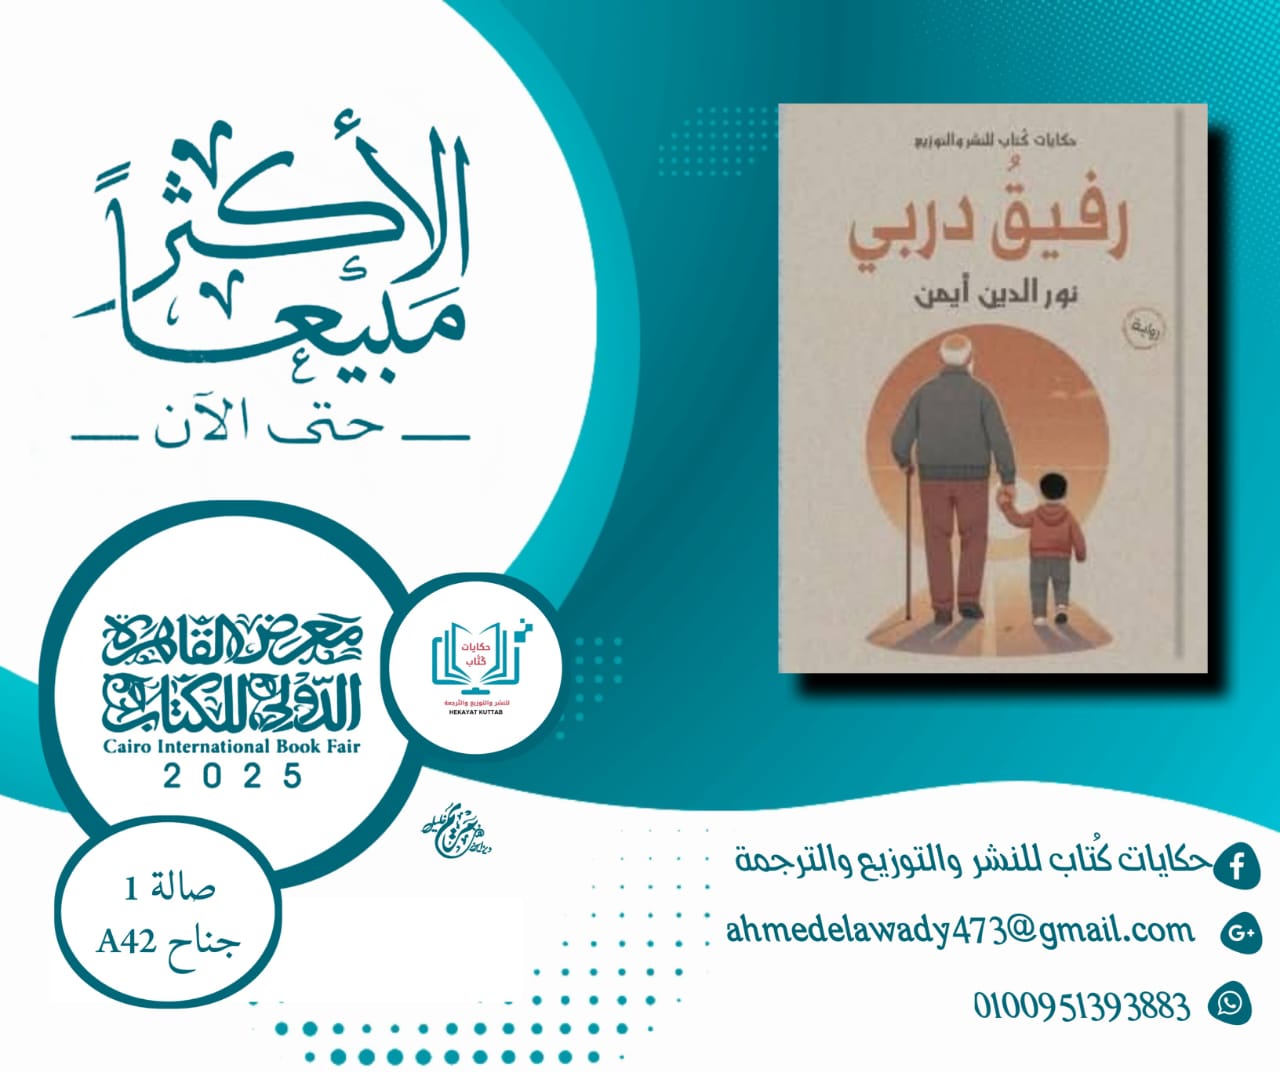 الأكثر
مبيعاً
حتى الآن
حكايات كُتاب للنشر والتوزيع
رفيقُ دربي
نور الدين أيمن
رواية
معرض القاهرة
الدولي للكتاب
Cairo International Book Fair
2025
حكايات
كُتاب
للنشر والتوزيع والترجمة
HEKAYAT KUTTAB
صالة 1
جناح A42
حكايات كُتاب للنشر والتوزيع والترجمة
ahmedelawady473@gmail.com
0100951393883